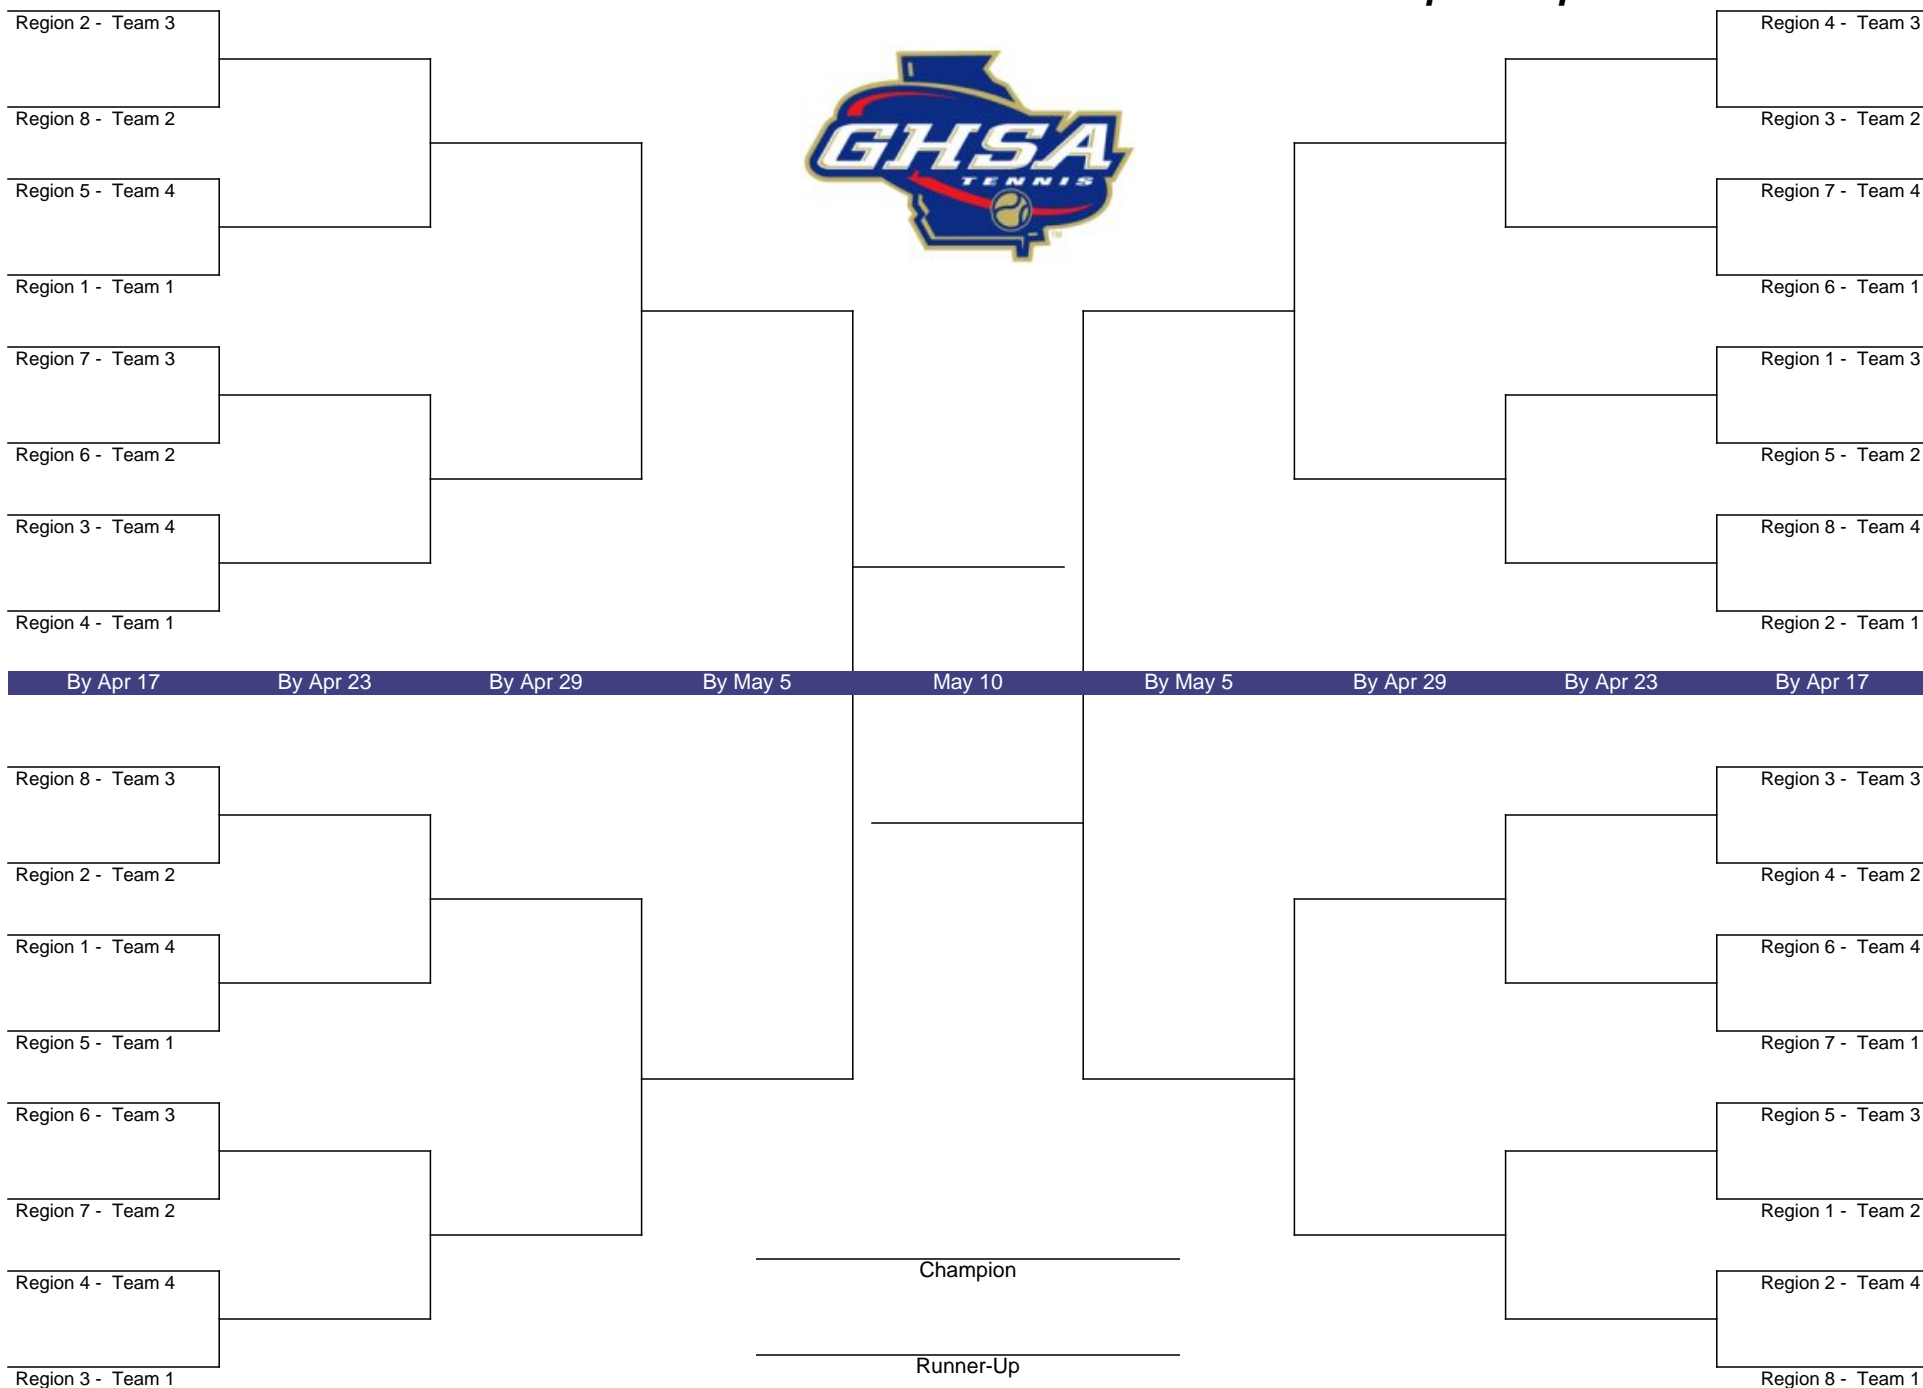 Region 2 - Team 3
Region 8 - Team 2
Region 5 - Team 4
Region 1 - Team 1
Region 7 - Team 3
Region 6 - Team 2
Region 3 - Team 4
Region 4 - Team 1
GHSA
TENNIS
TM
Region 4 - Team 3
Region 3 - Team 2
Region 7 - Team 4
Region 6 - Team 1
Region 1 - Team 3
Region 5 - Team 2
Region 8 - Team 4
Region 2 - Team 1
By Apr 17 By Apr 23 By Apr 29 By May 5 May 10 By May 5 By Apr 29 By Apr 23 By Apr 17
Region 8 - Team 3
Region 2 - Team 2
Region 1 - Team 4
Region 5 - Team 1
Region 6 - Team 3
Region 7 - Team 2
Region 4 - Team 4
Region 3 - Team 1
Champion
Runner-Up
Region 3 - Team 3
Region 4 - Team 2
Region 6 - Team 4
Region 7 - Team 1
Region 5 - Team 3
Region 1 - Team 2
Region 2 - Team 4
Region 8 - Team 1